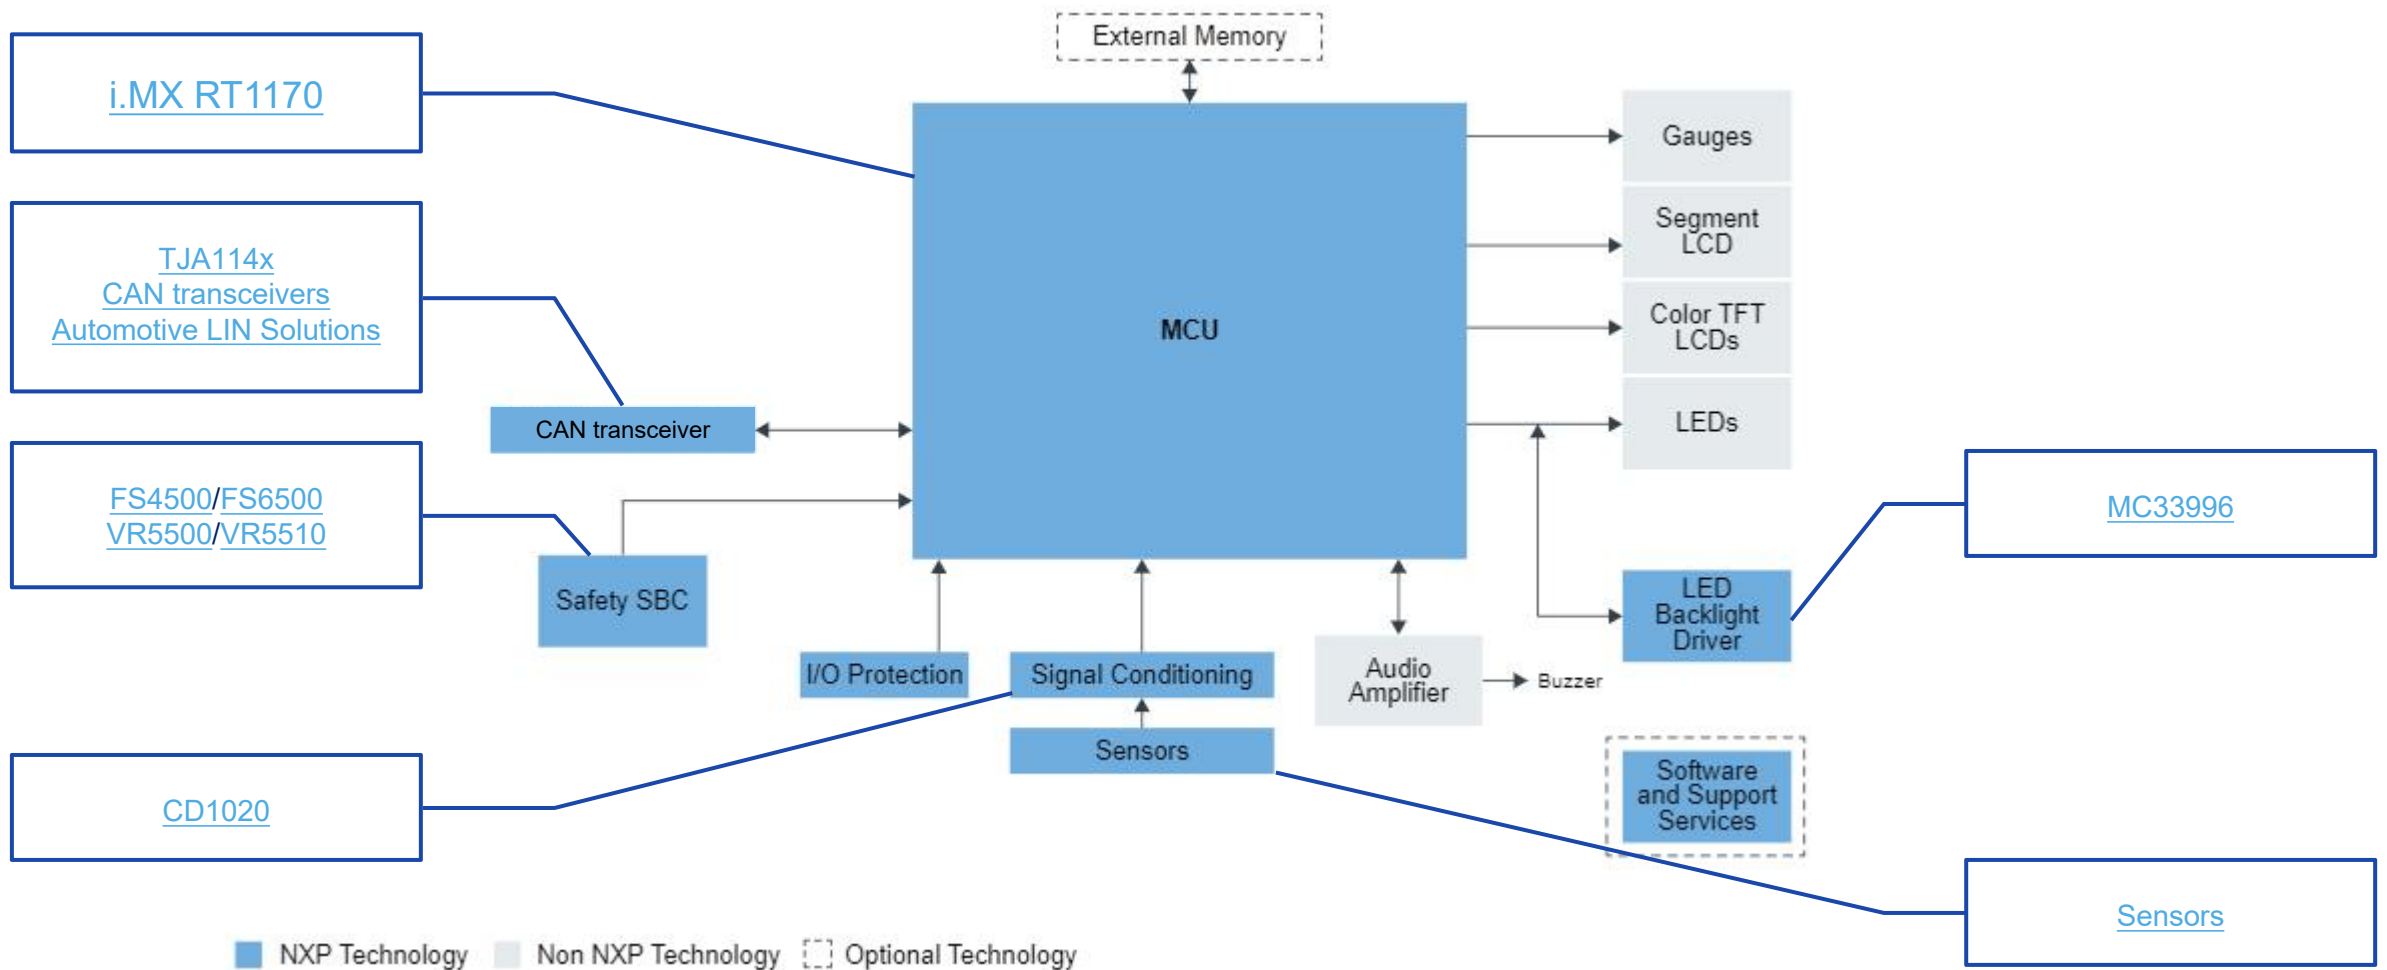 External Memory
i.MX RT1170
Gauges
Segment
LCD
TJA114x
CAN transceivers
Automotive LIN Solutions
Color TFT
LCDs
MCU
LEDs
CAN transceiver
FS4500/FS6500
VR5500/VR5510
MC33996
Safety SBC
LED
Backlight
Driver
I/O Protection
Signal Conditioning
Audio
Amplifier
Buzzer
Sensors
Software
and Support
Services
CD1020
Sensors
NXP Technology
Non NXP Technology
Optional Technology